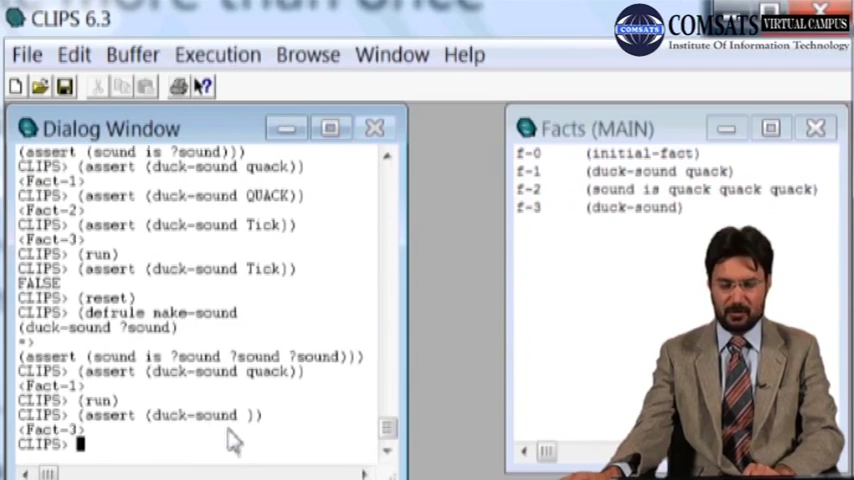 more than once
CLIPS 6.3
COMSATS VIRTUAL CAMPUS
Institute Of Information Technology
File Edit Buffer Execution Browse Window Help
Dialog Window
(assert (sound is ?sound)))
CLIPS> (assert (duck-sound quack))
<Fact-1>
CLIPS> (assert (duck-sound QUACK))
<Fact-2>
CLIPS> (assert (duck-sound Tick))
<Fact-3>
CLIPS> (run)
CLIPS> (assert (duck-sound Tick))
FALSE
CLIPS> (reset)
CLIPS> (defrule make-sound
(duck-sound ?sound)
=>
(assert (sound is ?sound ?sound ?sound)))
CLIPS> (assert (duck-sound quack))
<Fact-1>
CLIPS> (run)
CLIPS> (assert (duck-sound ))
<Fact-3>
CLIPS>
Facts (MAIN)
f-0 (initial-fact)
f-1 (duck-sound quack)
f-2 (sound is quack quack quack)
f-3 (duck-sound)